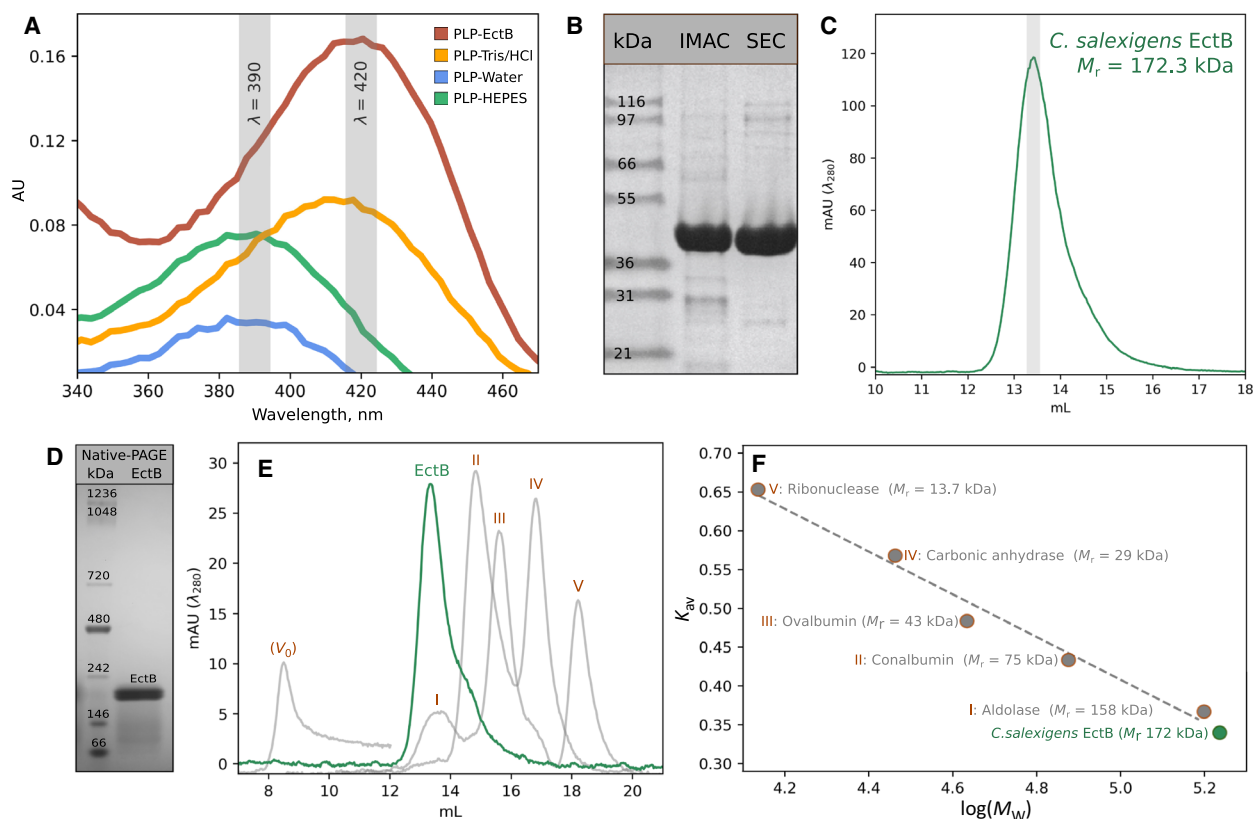 A
0.16
0.12
0.08
0.04
AU
λ = 390
λ = 420
PLP-EctB
PLP-Tris/HCl
PLP-Water
PLP-HEPES
340 360 380 400 420 440 460
Wavelength, nm
B
kDa IMAC SEC
116
97
66
55
36
31
21
C
C. salexigens EctB
Mr = 172.3 kDa
120
100
80
60
40
20
0
mAU (λ280)
10 11 12 13 14 15 16 17 18
mL
D
Native-PAGE
kDa EctB
1236
1048
720
480
242
EctB
146
66
E
30
25
20
15
10
5
0
mAU (λ280)
(V0)
EctB
I
II
III
IV
V
8 10 12 14 16 18 20
mL
F
0.70
0.65
0.60
0.55
0.50
0.45
0.40
0.35
0.30
Kav
V: Ribonuclease (Mr = 13.7 kDa)
IV: Carbonic anhydrase (Mr = 29 kDa)
III: Ovalbumin (Mr = 43 kDa)
II: Conalbumin (Mr = 75 kDa)
I: Aldolase (Mr = 158 kDa)
C.salexigens EctB (Mr 172 kDa)
4.2 4.4 4.6 4.8 5.0 5.2
log(MW)